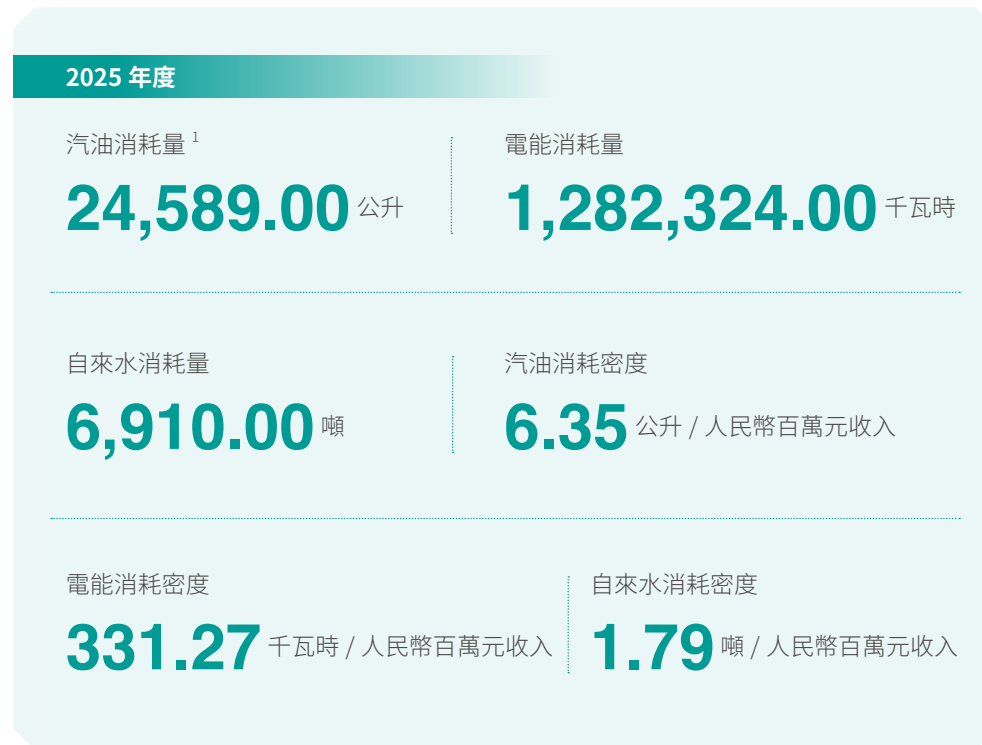 2025 年度
汽油消耗量 1
電能消耗量
24,589.00 公升
1,282,324.00 千瓦時
自來水消耗量
汽油消耗密度
6,910.00 噸
6.35 公升 / 人民幣百萬元收入
電能消耗密度
自來水消耗密度
331.27 千瓦時 / 人民幣百萬元收入
1.79 噸 / 人民幣百萬元收入